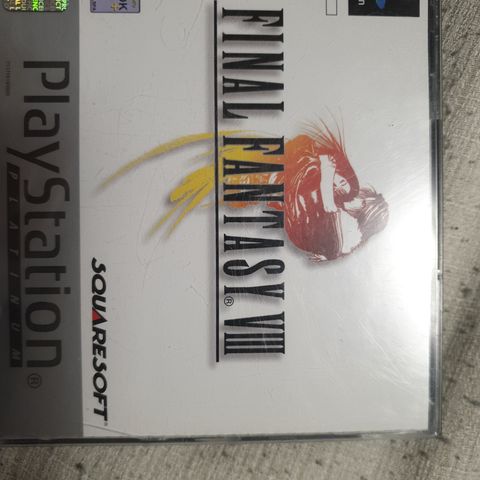 FINAL FANTASY® VIII
SQUARESOFT
PlayStation®
PLATINUM